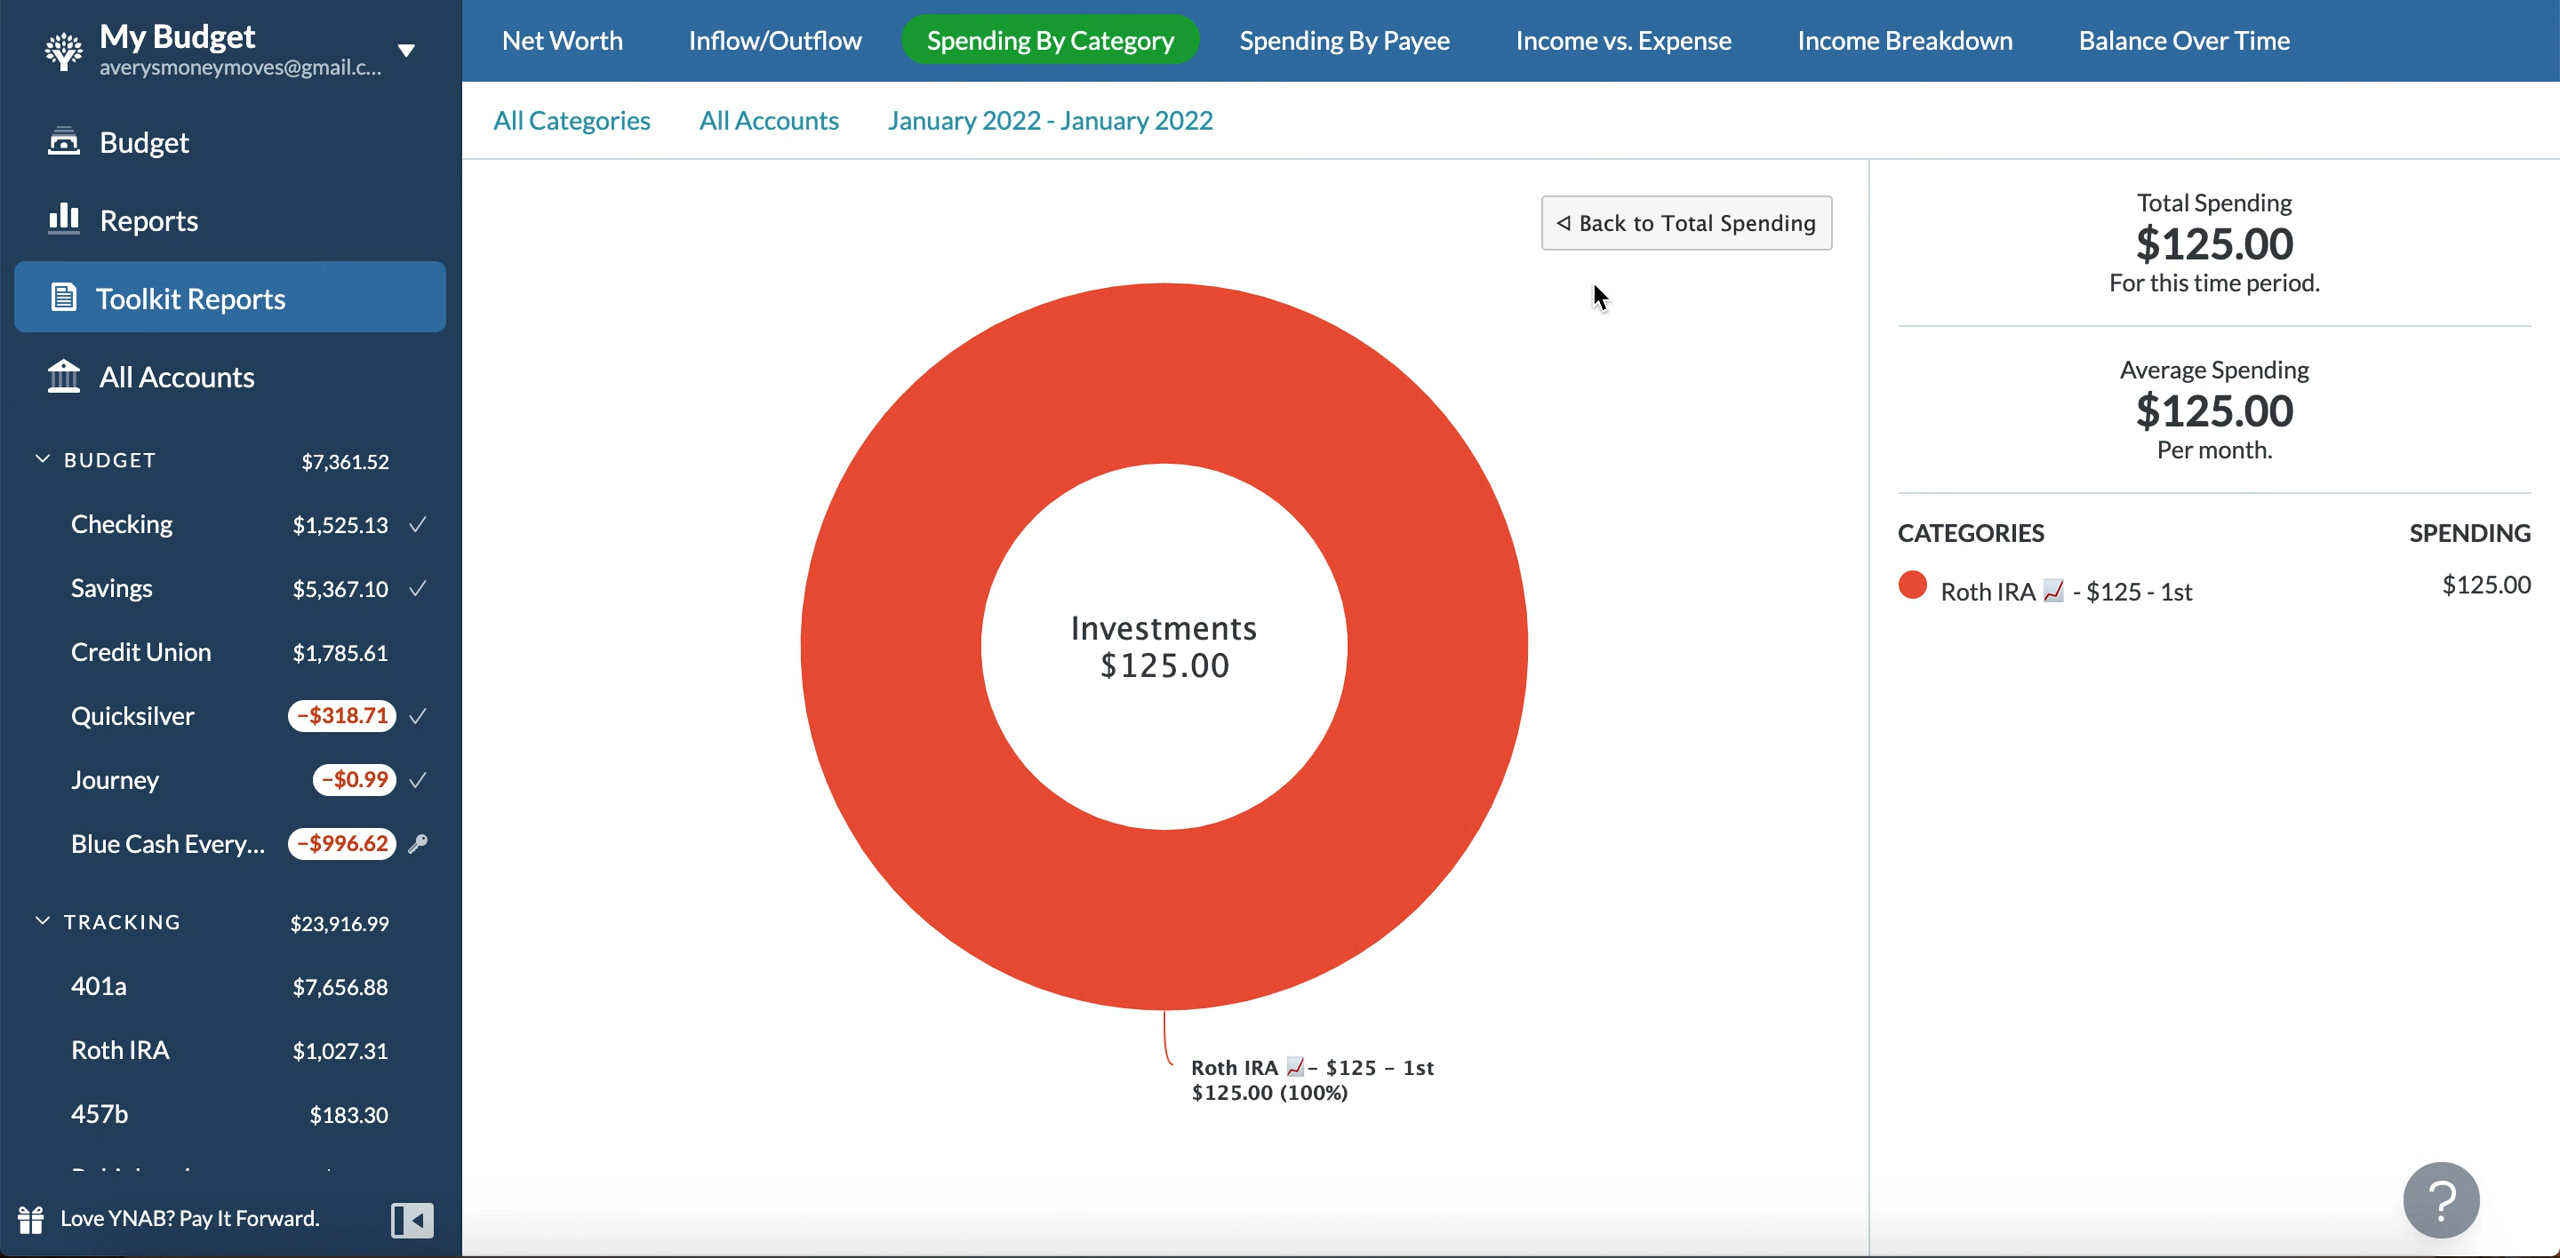 My Budget
averysmoneymoves@gmail.c...
Budget
Reports
Toolkit Reports
All Accounts
BUDGET $7,361.52
Checking $1,525.13
Savings $5,367.10
Credit Union $1,785.61
Quicksilver -$318.71
Journey -$0.99
Blue Cash Every... -$996.62
TRACKING $23,916.99
401a $7,656.88
Roth IRA $1,027.31
457b $183.30
Love YNAB? Pay It Forward.
Net Worth Inflow/Outflow Spending By Category Spending By Payee Income vs. Expense Income Breakdown Balance Over Time
All Categories All Accounts January 2022 - January 2022
◁ Back to Total Spending
Investments
$125.00
Roth IRA 📈- $125 - 1st
$125.00 (100%)
Total Spending
$125.00
For this time period.
Average Spending
$125.00
Per month.
CATEGORIES SPENDING
Roth IRA 📈 - $125 - 1st $125.00
?